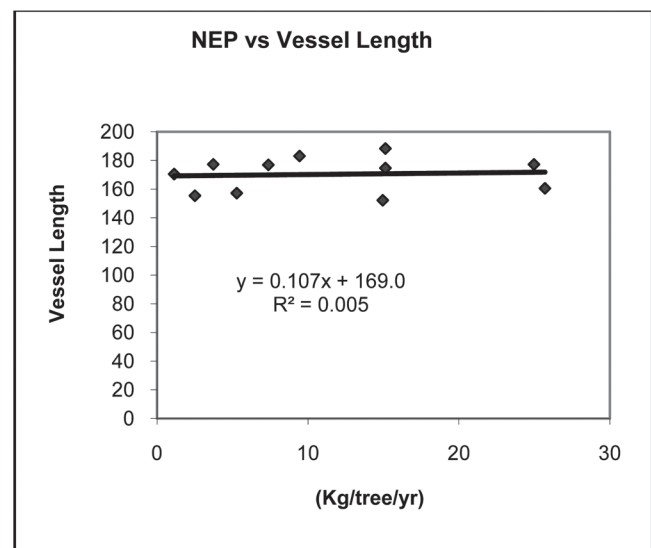 NEP vs Vessel Length
200
180
160
140
120
100
80
60
40
20
0
Vessel Length
y = 0.107x + 169.0
R² = 0.005
0 10 20 30
(Kg/tree/yr)